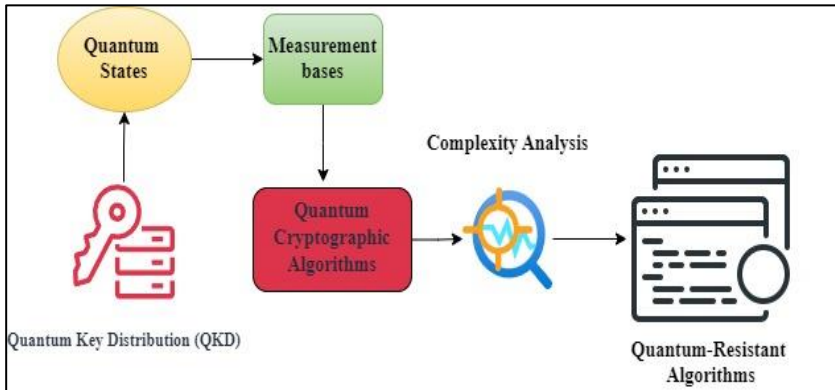 Quantum
States
Measurement
bases
Complexity Analysis
Quantum
Cryptographic
Algorithms
Quantum Key Distribution (QKD)
Quantum-Resistant
Algorithms